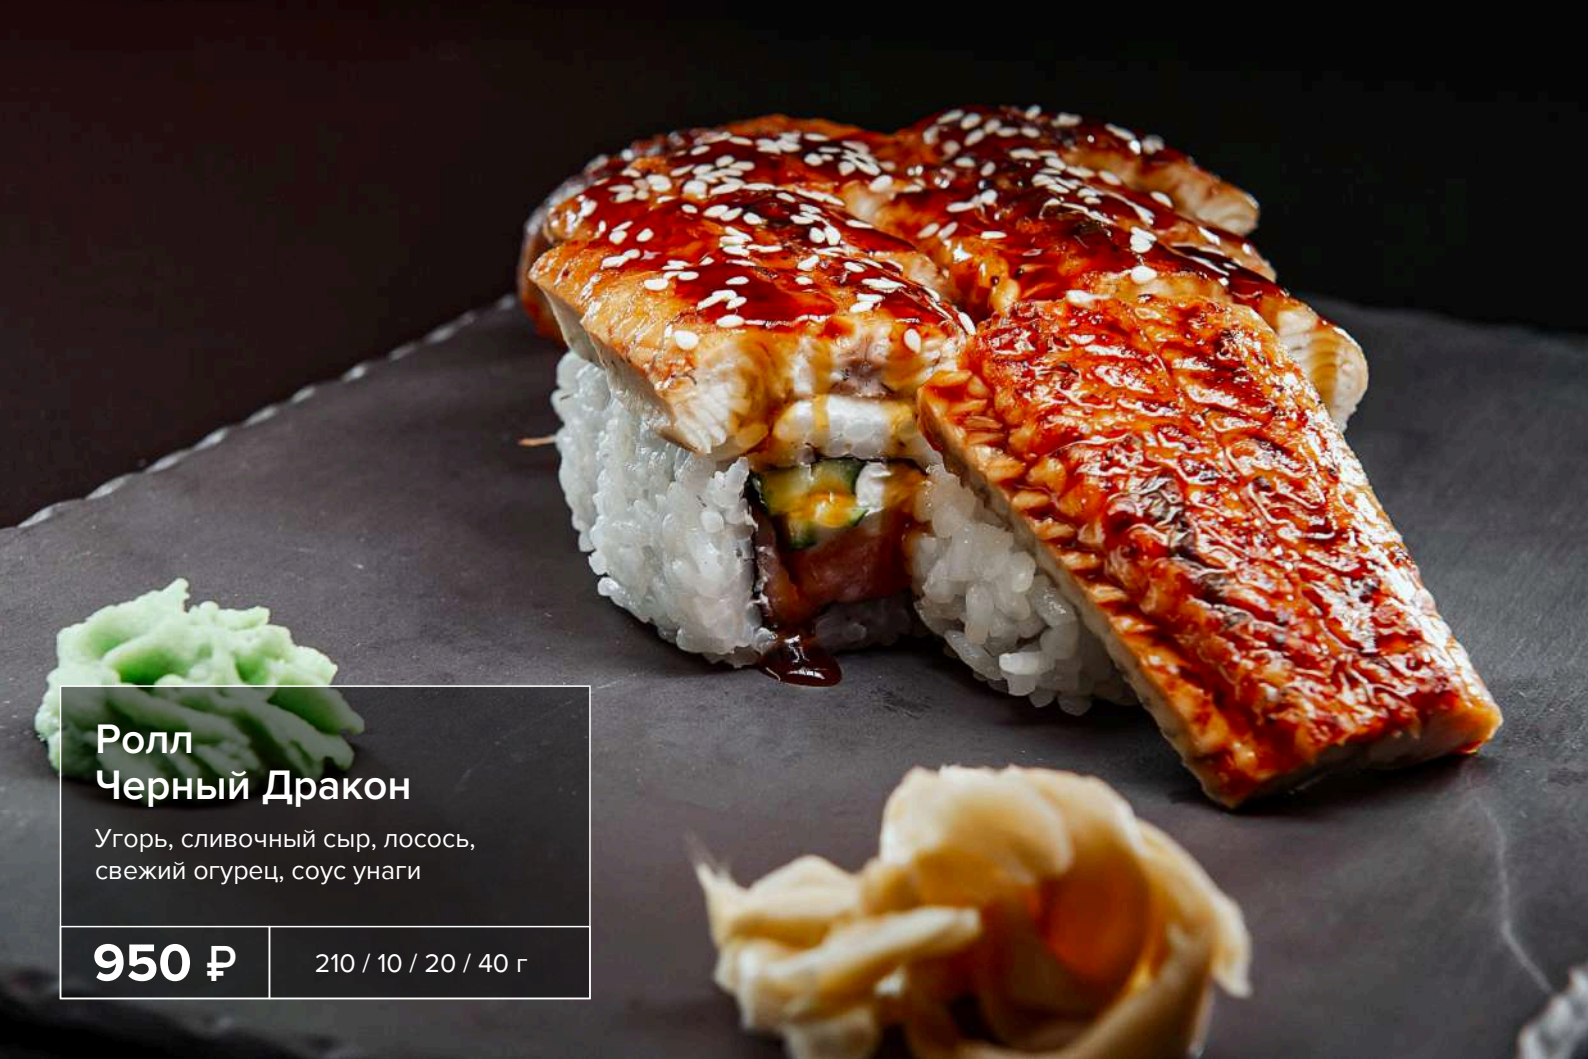 Ролл
Черный Дракон
Угорь, сливочный сыр, лосось,
свежий огурец, соус унаги
950 ₽
210 / 10 / 20 / 40 г